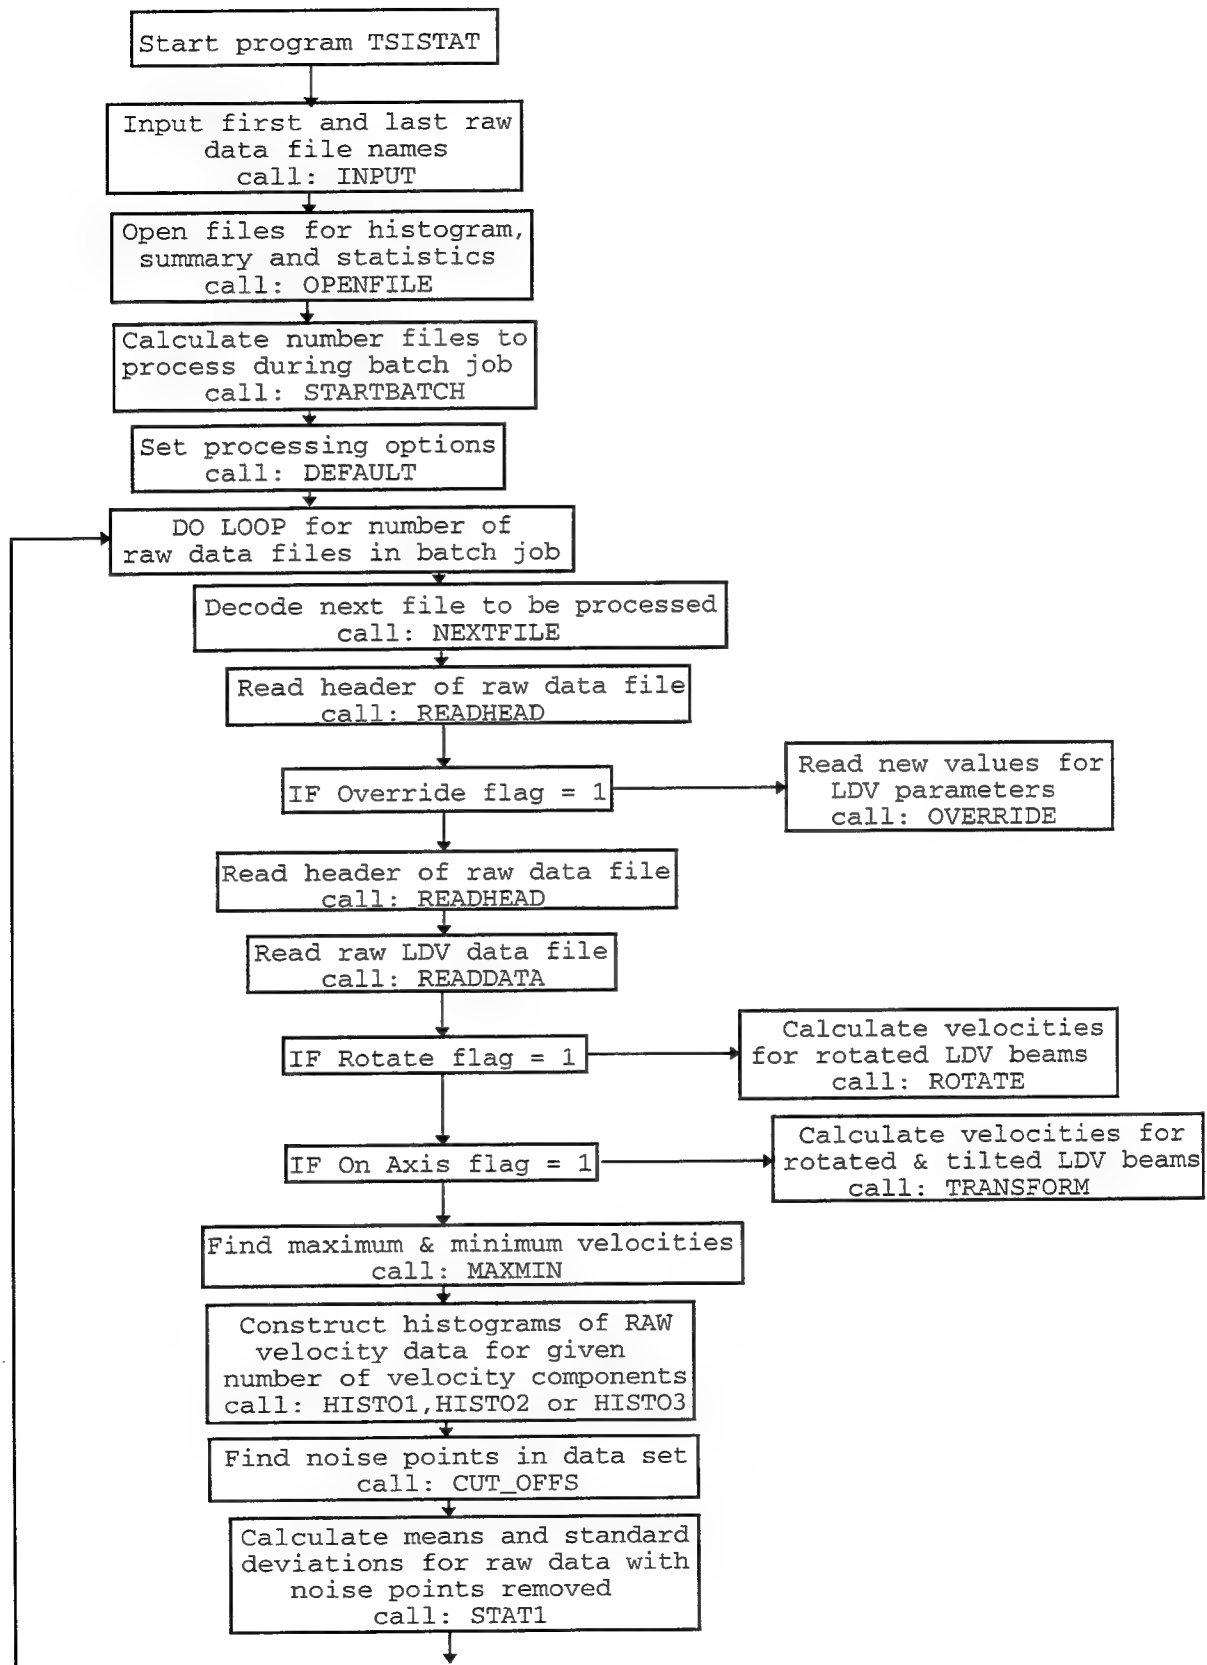 Start program TSISTAT
Input first and last raw
data file names
call: INPUT
Open files for histogram,
summary and statistics
call: OPENFILE
Calculate number files to
process during batch job
call: STARTBATCH
Set processing options
call: DEFAULT
DO LOOP for number of
raw data files in batch job
Decode next file to be processed
call: NEXTFILE
Read header of raw data file
call: READHEAD
IF Override flag = 1
Read new values for
LDV parameters
call: OVERRIDE
Read header of raw data file
call: READHEAD
Read raw LDV data file
call: READDATA
IF Rotate flag = 1
Calculate velocities
for rotated LDV beams
call: ROTATE
IF On Axis flag = 1
Calculate velocities for
rotated & tilted LDV beams
call: TRANSFORM
Find maximum & minimum velocities
call: MAXMIN
Construct histograms of RAW
velocity data for given
number of velocity components
call: HISTO1,HISTO2 or HISTO3
Find noise points in data set
call: CUT_OFFS
Calculate means and standard
deviations for raw data with
noise points removed
call: STAT1